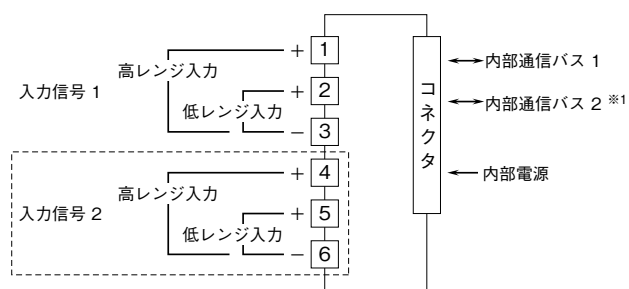 + 1
高レンジ入力
入力信号 1
+ 2
低レンジ入力
− 3
+ 4
高レンジ入力
入力信号 2
+ 5
低レンジ入力
− 6
コネクタ
内部通信バス 1
内部通信バス 2 ※1
内部電源